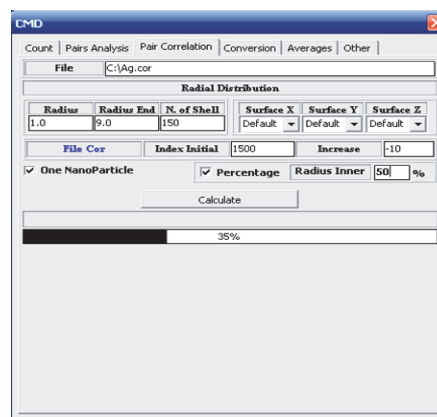 CMD
Count Pairs Analysis Pair Correlation Conversion Averages Other
File C:\Ag.cor
Radial Distribution
Radius Radius End N. of Shell Surface X Surface Y Surface Z
1.0 9.0 150 Default Default Default
File Cor Index Initial 1500 Increase -10
One NanoParticle Percentage Radius Inner 50 %
Calculate
35%